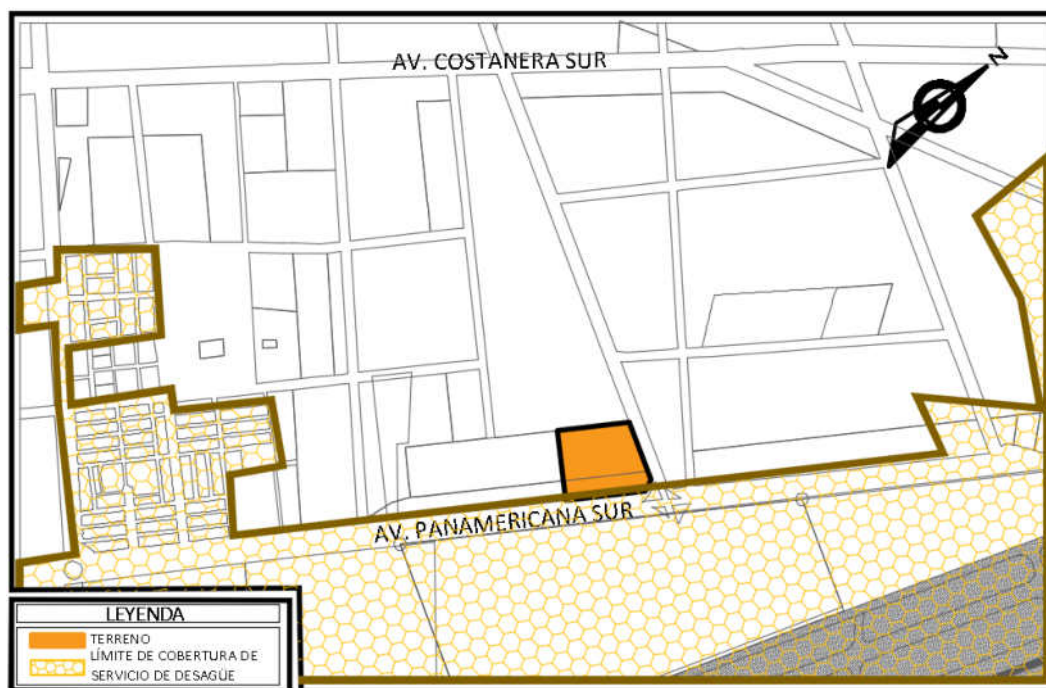 AV. COSTANERA SUR
N
AV. PANAMERICANA SUR
LEYENDA
TERRENO
LÍMITE DE COBERTURA DE
SERVICIO DE DESAGÜE